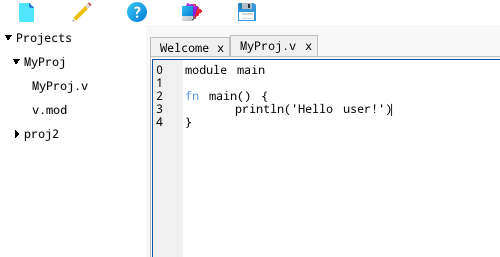 ?
Projects
MyProj
MyProj.v
v.mod
proj2
Welcome x MyProj.v x
0 module main
1
2 fn main() {
3 println('Hello user!')
4 }